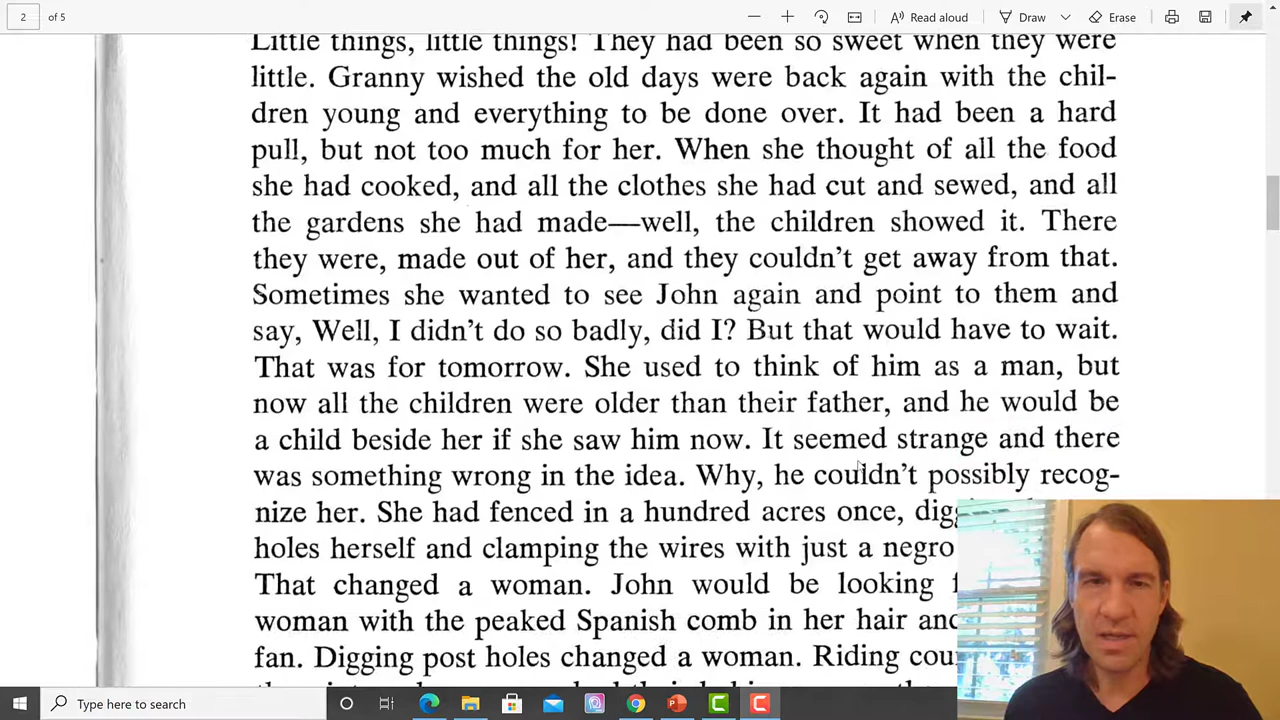 2 of 5
Read aloud
Draw
Erase
Little things, little things! They had been so sweet when they were
little. Granny wished the old days were back again with the chil-
dren young and everything to be done over. It had been a hard
pull, but not too much for her. When she thought of all the food
she had cooked, and all the clothes she had cut and sewed, and all
the gardens she had made—well, the children showed it. There
they were, made out of her, and they couldn't get away from that.
Sometimes she wanted to see John again and point to them and
say, Well, I didn't do so badly, did I? But that would have to wait.
That was for tomorrow. She used to think of him as a man, but
now all the children were older than their father, and he would be
a child beside her if she saw him now. It seemed strange and there
was something wrong in the idea. Why, he couldn't possibly recog-
nize her. She had fenced in a hundred acres once,
holes herself and clamping the wires with just a negro
That changed a woman. John would be looking
woman with the peaked Spanish comb in her hair
fan. Digging post holes changed a woman. Riding
Type here to search